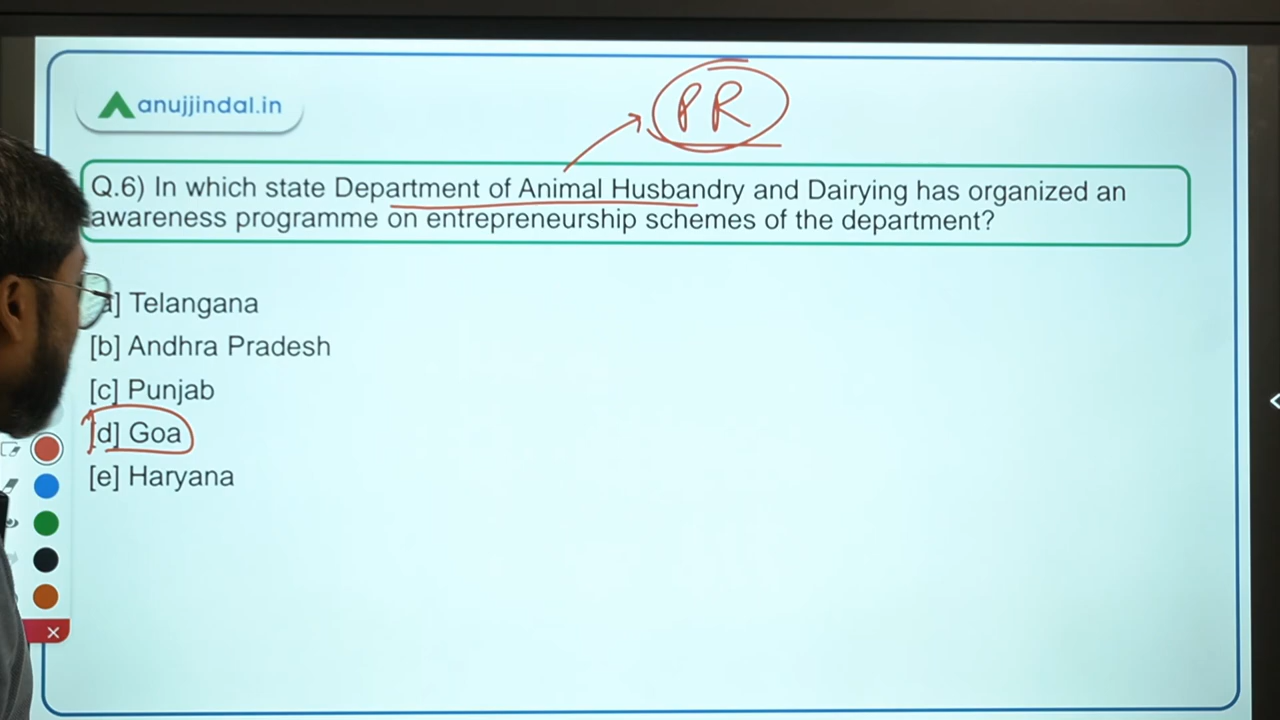 anujjindal.in
PR
Q.6) In which state Department of Animal Husbandry and Dairying has organized an
awareness programme on entrepreneurship schemes of the department?
a] Telangana
[b] Andhra Pradesh
[c] Punjab
[d] Goa
[e] Haryana